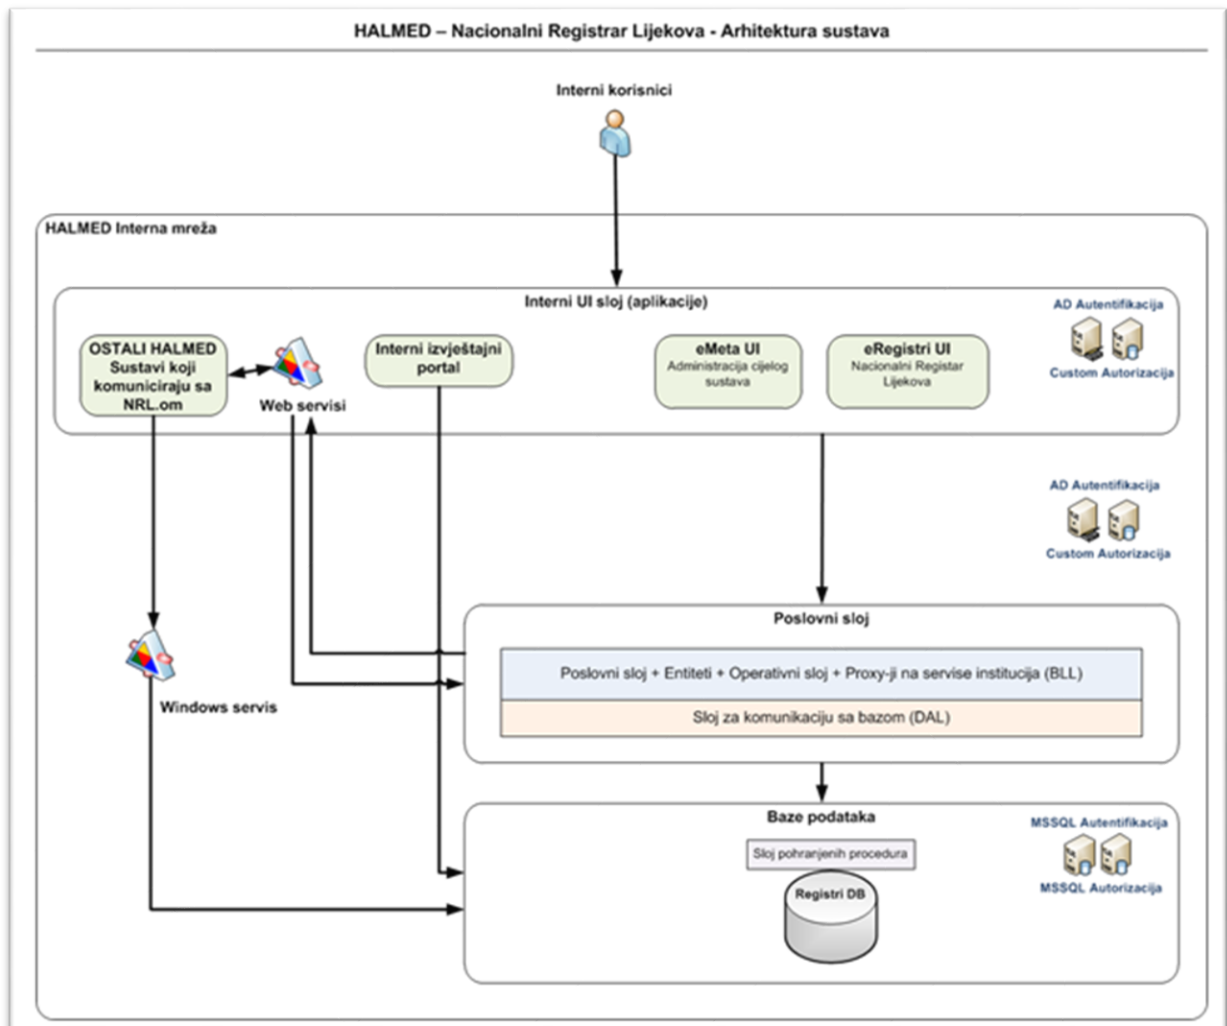 HALMED – Nacionalni Registrar Lijekova - Arhitektura sustava
Interni korisnici
HALMED Interna mreža
Interni UI sloj (aplikacije)
AD Autentifikacija
Custom Autorizacija
OSTALI HALMED
Sustavi koji
komuniciraju sa
NRL.om
Web servisi
Interni izvještajni
portal
eMeta UI
Administracija cijelog
sustava
eRegistri UI
Nacionalni Registar
Lijekova
AD Autentifikacija
Custom Autorizacija
Windows servis
Poslovni sloj
Poslovni sloj + Entiteti + Operativni sloj + Proxy-ji na servise institucija (BLL)
Sloj za komunikaciju sa bazom (DAL)
Baze podataka
Sloj pohranjenih procedura
Registri DB
MSSQL Autentifikacija
MSSQL Autorizacija